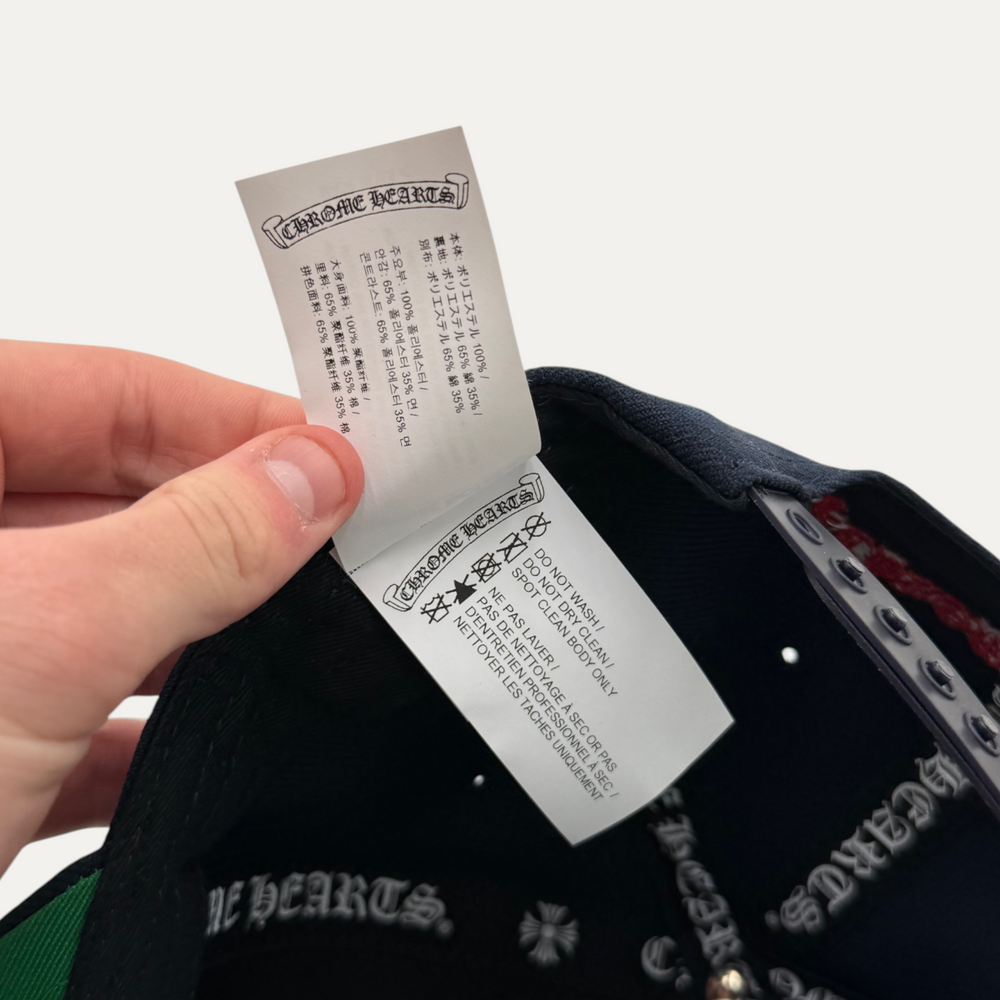 CHROME HEARTS
本体: ポリエステル 100% /
裏地: ポリエステル 65% 綿 35% /
別布: ポリエステル 65% 綿 35%
주요부: 100% 폴리에스터 /
안감: 65% 폴리에스터 35% 면 /
콘트라스트: 65% 폴리에스터 35% 면
大身面料: 100% 聚酯纤维 /
里料: 65% 聚酯纤维 35% 棉 /
拼色面料: 65% 聚酯纤维 35% 棉
CHROME HEARTS
DO NOT WASH /
DO NOT DRY CLEAN /
SPOT CLEAN BODY ONLY
NE PAS LAVER /
PAS DE NETTOYAGE À SEC OR PAS
D'ENTRETIEN PROFESSIONNEL À SEC /
NETTOYER LES TACHES UNIQUEMENT
HEARTS
HEARTS
HEART